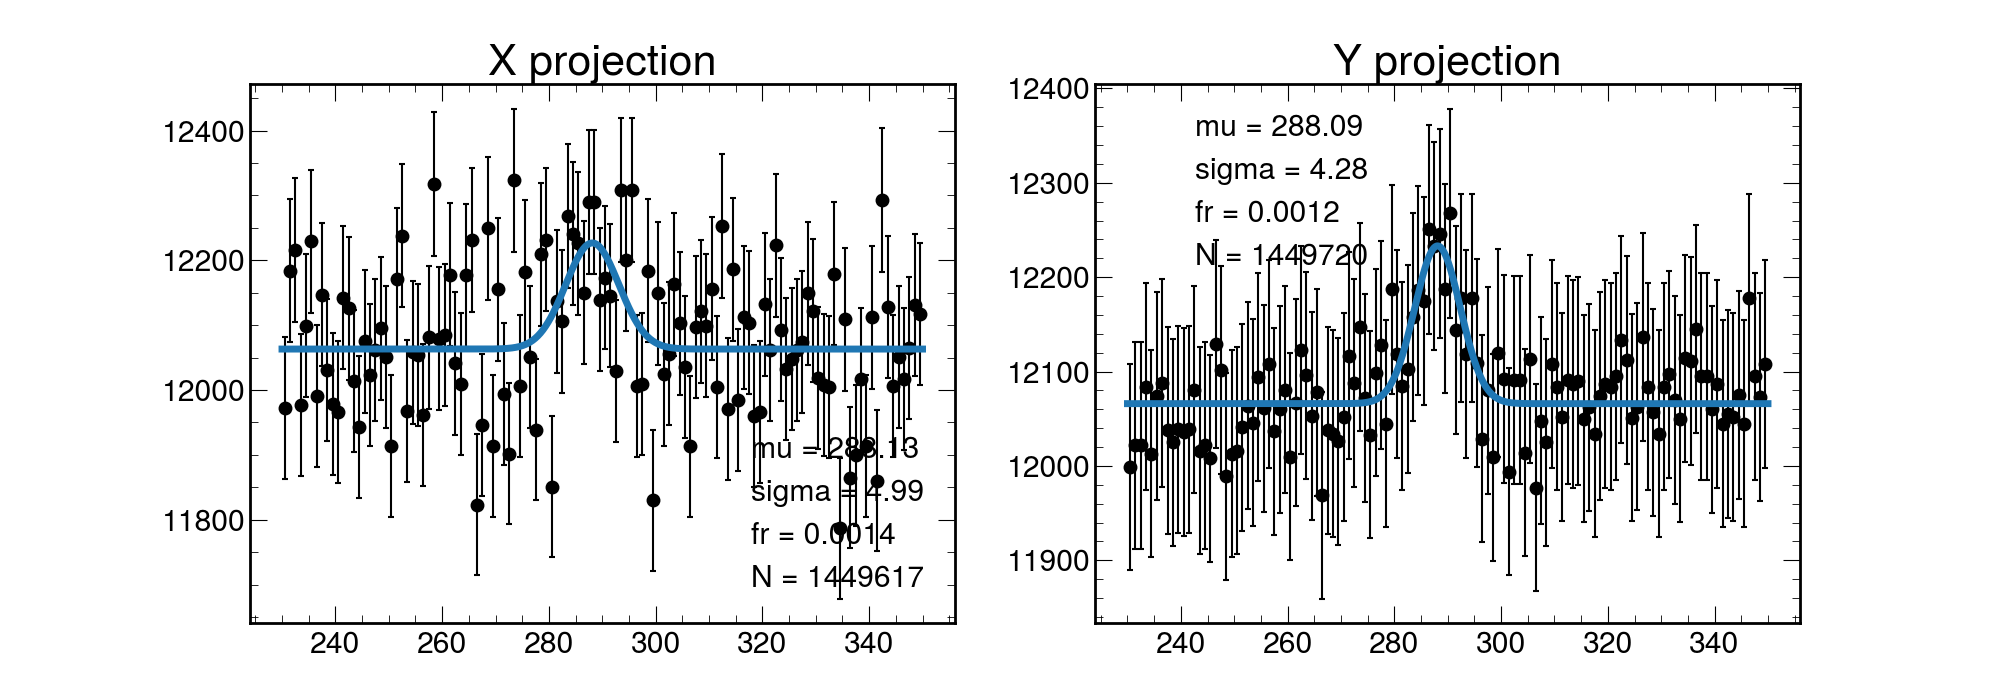 X projection
12400
12200
12000
11800
mu = 288.13
sigma = 4.99
fr = 0.0014
N = 1449617
240 260 280 300 320 340
Y projection
12400
12300
12200
12100
12000
11900
mu = 288.09
sigma = 4.28
fr = 0.0012
N = 1449720
240 260 280 300 320 340